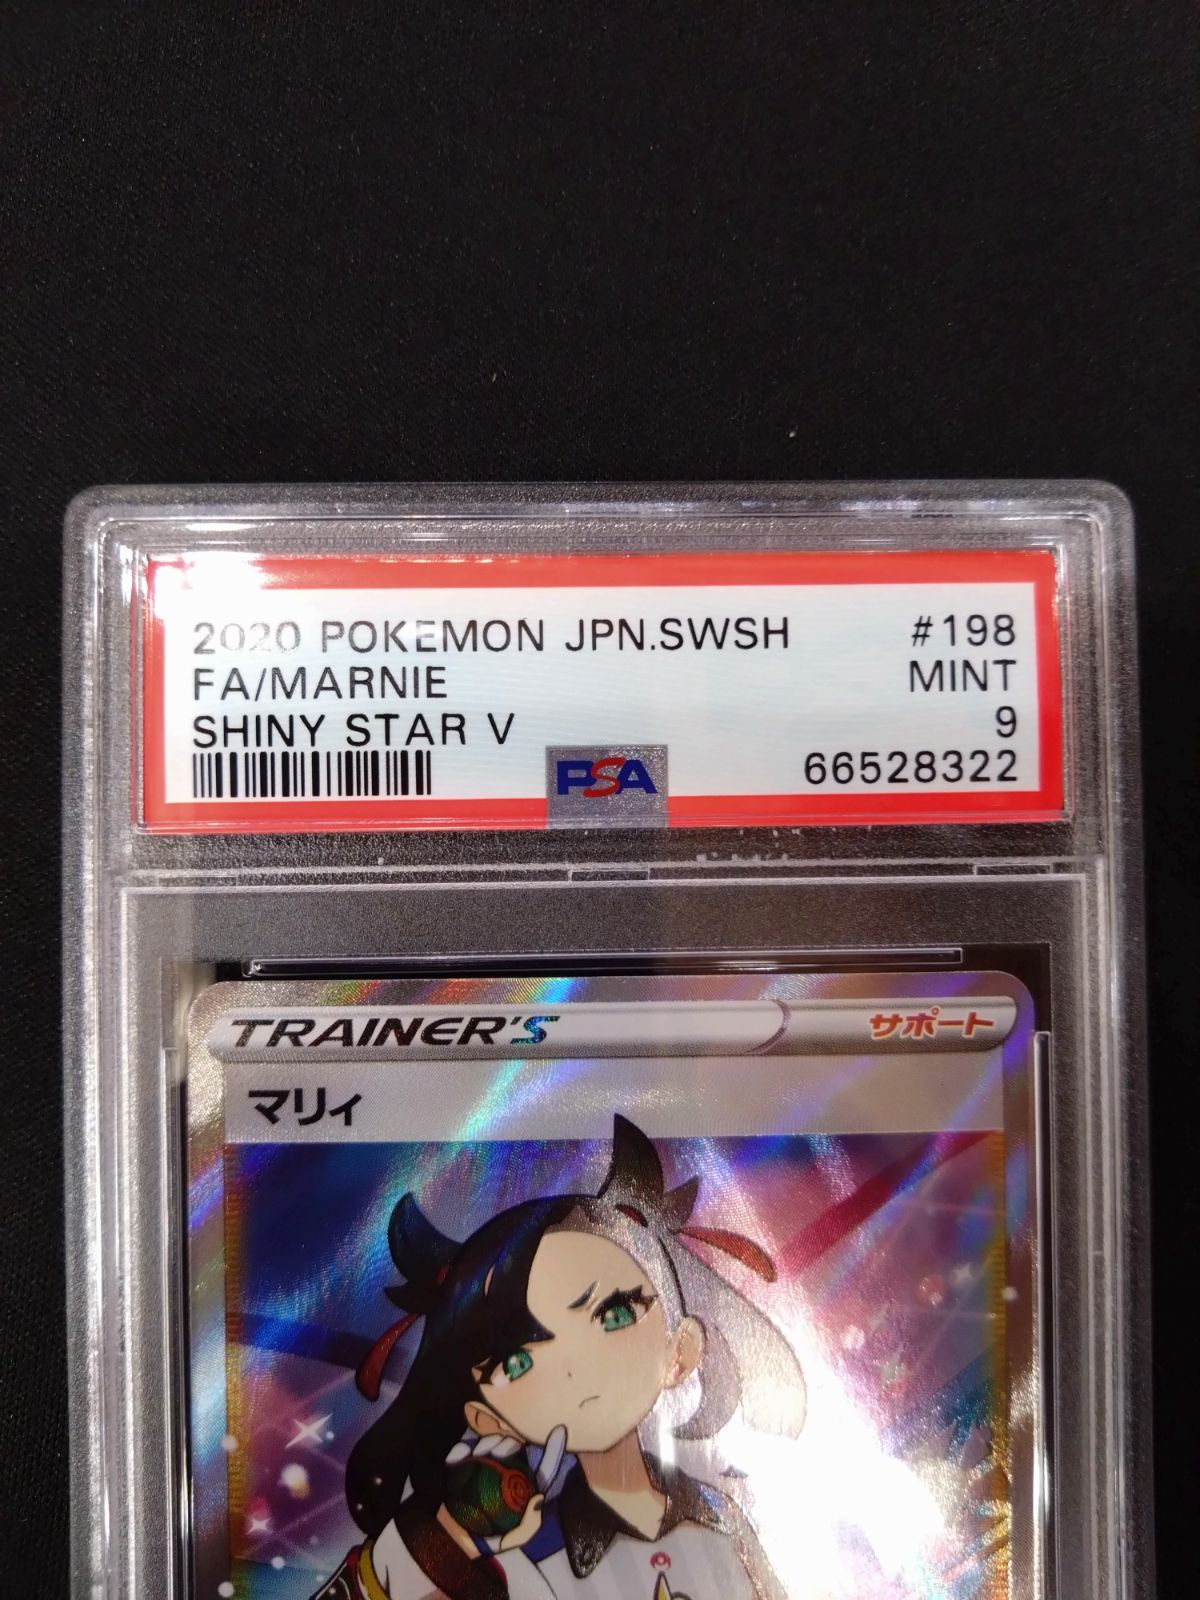 2020 POKEMON JPN.SWSH #198
FA/MARNIE MINT
SHINY STAR V 9
PSA 66528322
TRAINER'S サポート
マリィ